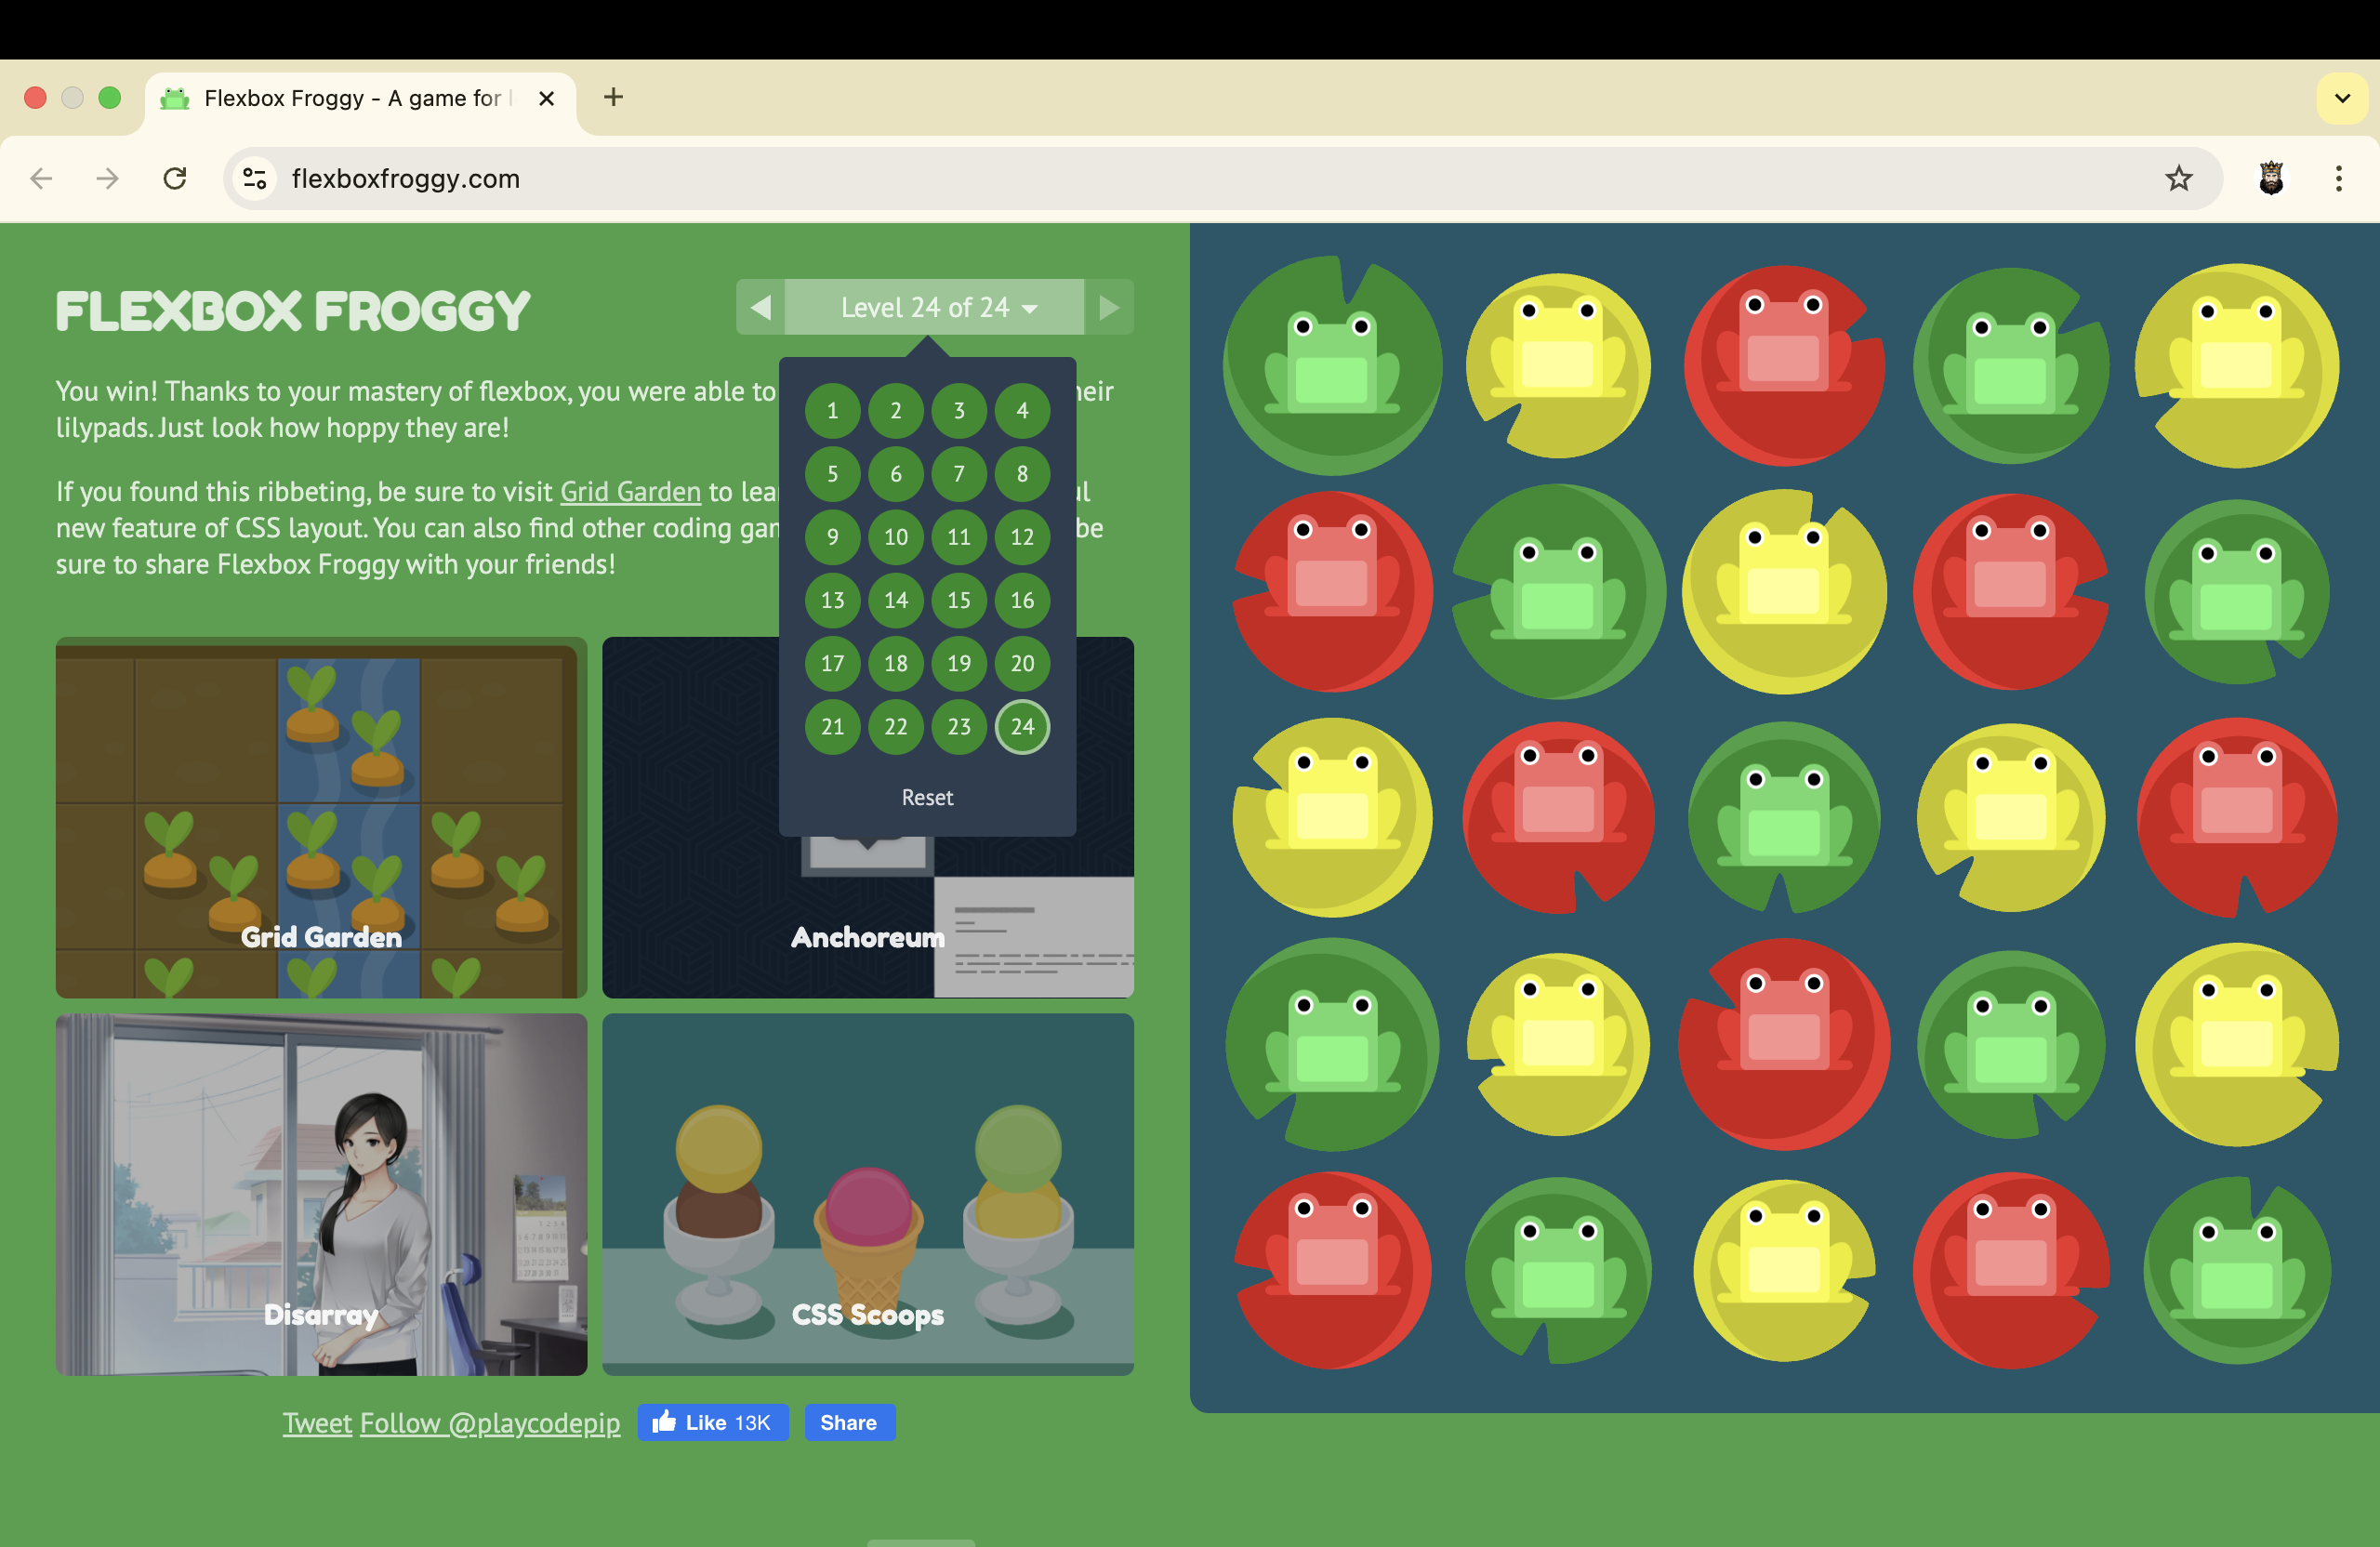 Flexbox Froggy - A game for l
flexboxfroggy.com
FLEXBOX FROGGY
Level 24 of 24
You win! Thanks to your mastery of flexbox, you were able to heir
lilypads. Just look how hoppy they are!
If you found this ribbeting, be sure to visit Grid Garden to lea ul
new feature of CSS layout. You can also find other coding gam be
sure to share Flexbox Froggy with your friends!
1 2 3 4
5 6 7 8
9 10 11 12
13 14 15 16
17 18 19 20
21 22 23 24
Reset
Grid Garden
Anchoreum
Disarray
CSS Scoops
Tweet Follow @playcodepip Like 13K Share